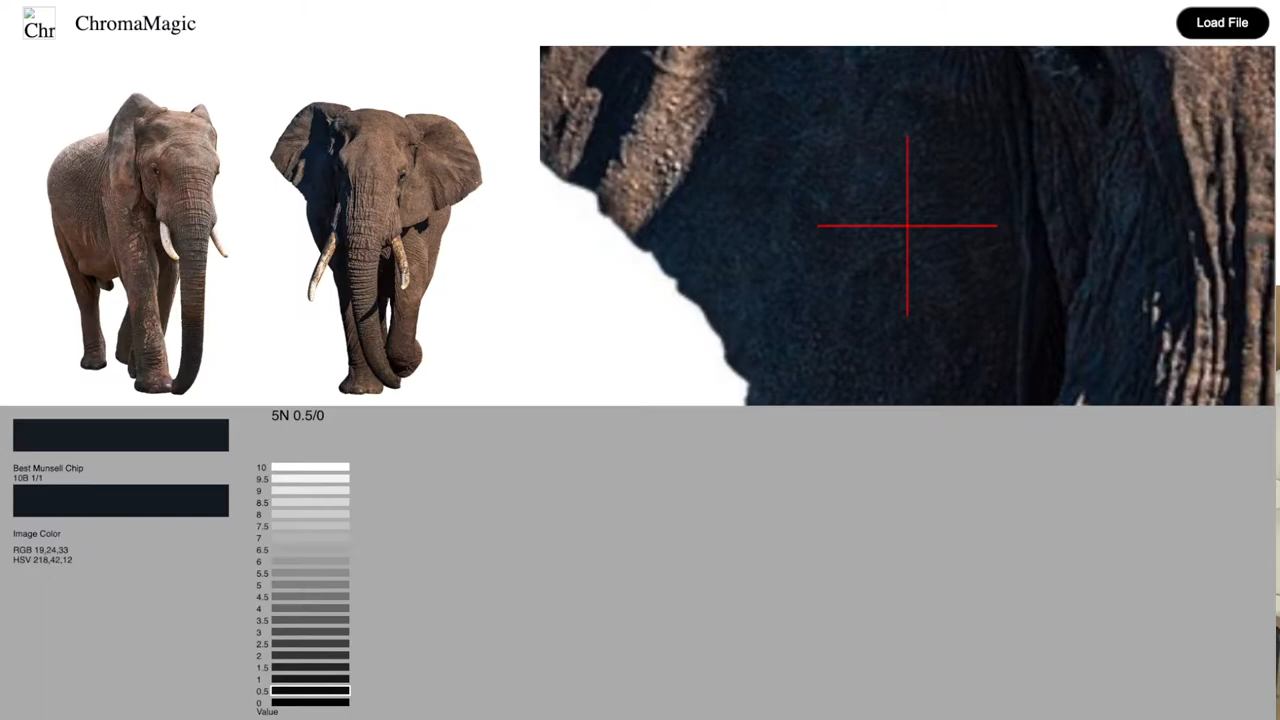 Chr
ChromaMagic
Load File
5N 0.5/0
Best Munsell Chip
10B 1/1
Image Color
RGB 19,24,33
HSV 218,42,12
10
9.5
9
8.5
8
7.5
7
6.5
6
5.5
5
4.5
4
3.5
3
2.5
2
1.5
1
0.5
0
Value